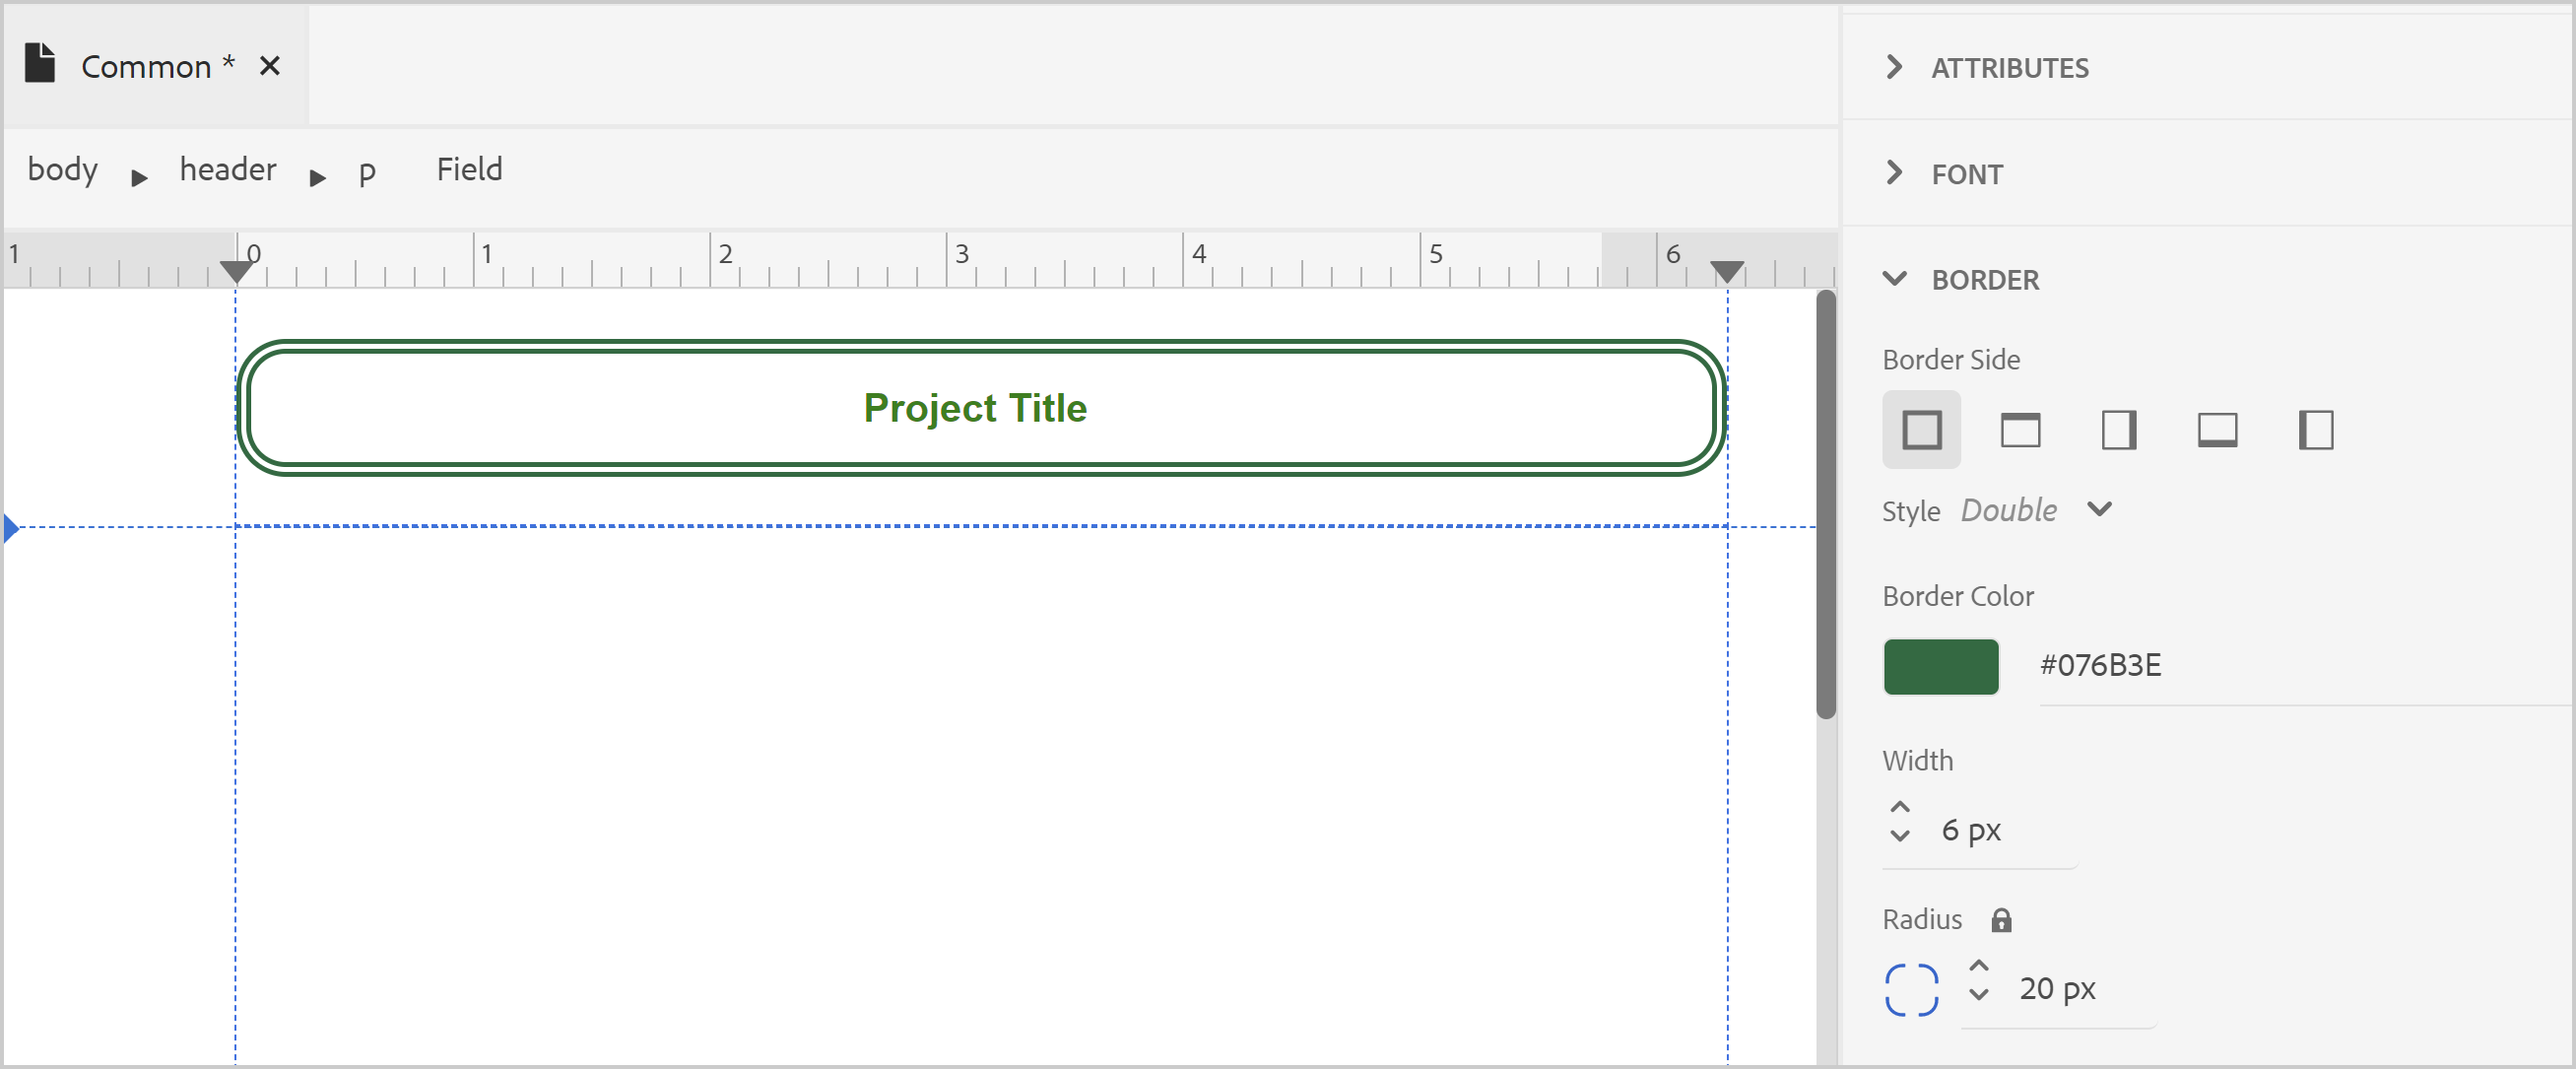 Common *
body header p Field
1 0 1 2 3 4 5 6
Project Title
ATTRIBUTES
FONT
BORDER
Border Side
Style Double
Border Color
#076B3E
Width
6 px
Radius
20 px